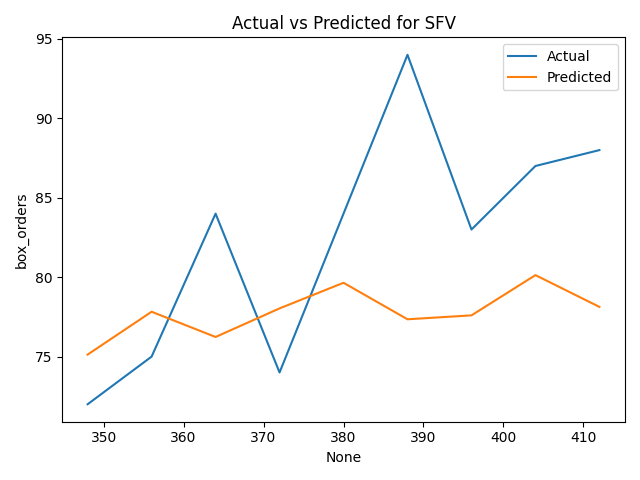 Actual vs Predicted for SFV
Actual
Predicted
95
90
85
80
75
box_orders
350 360 370 380 390 400 410
None